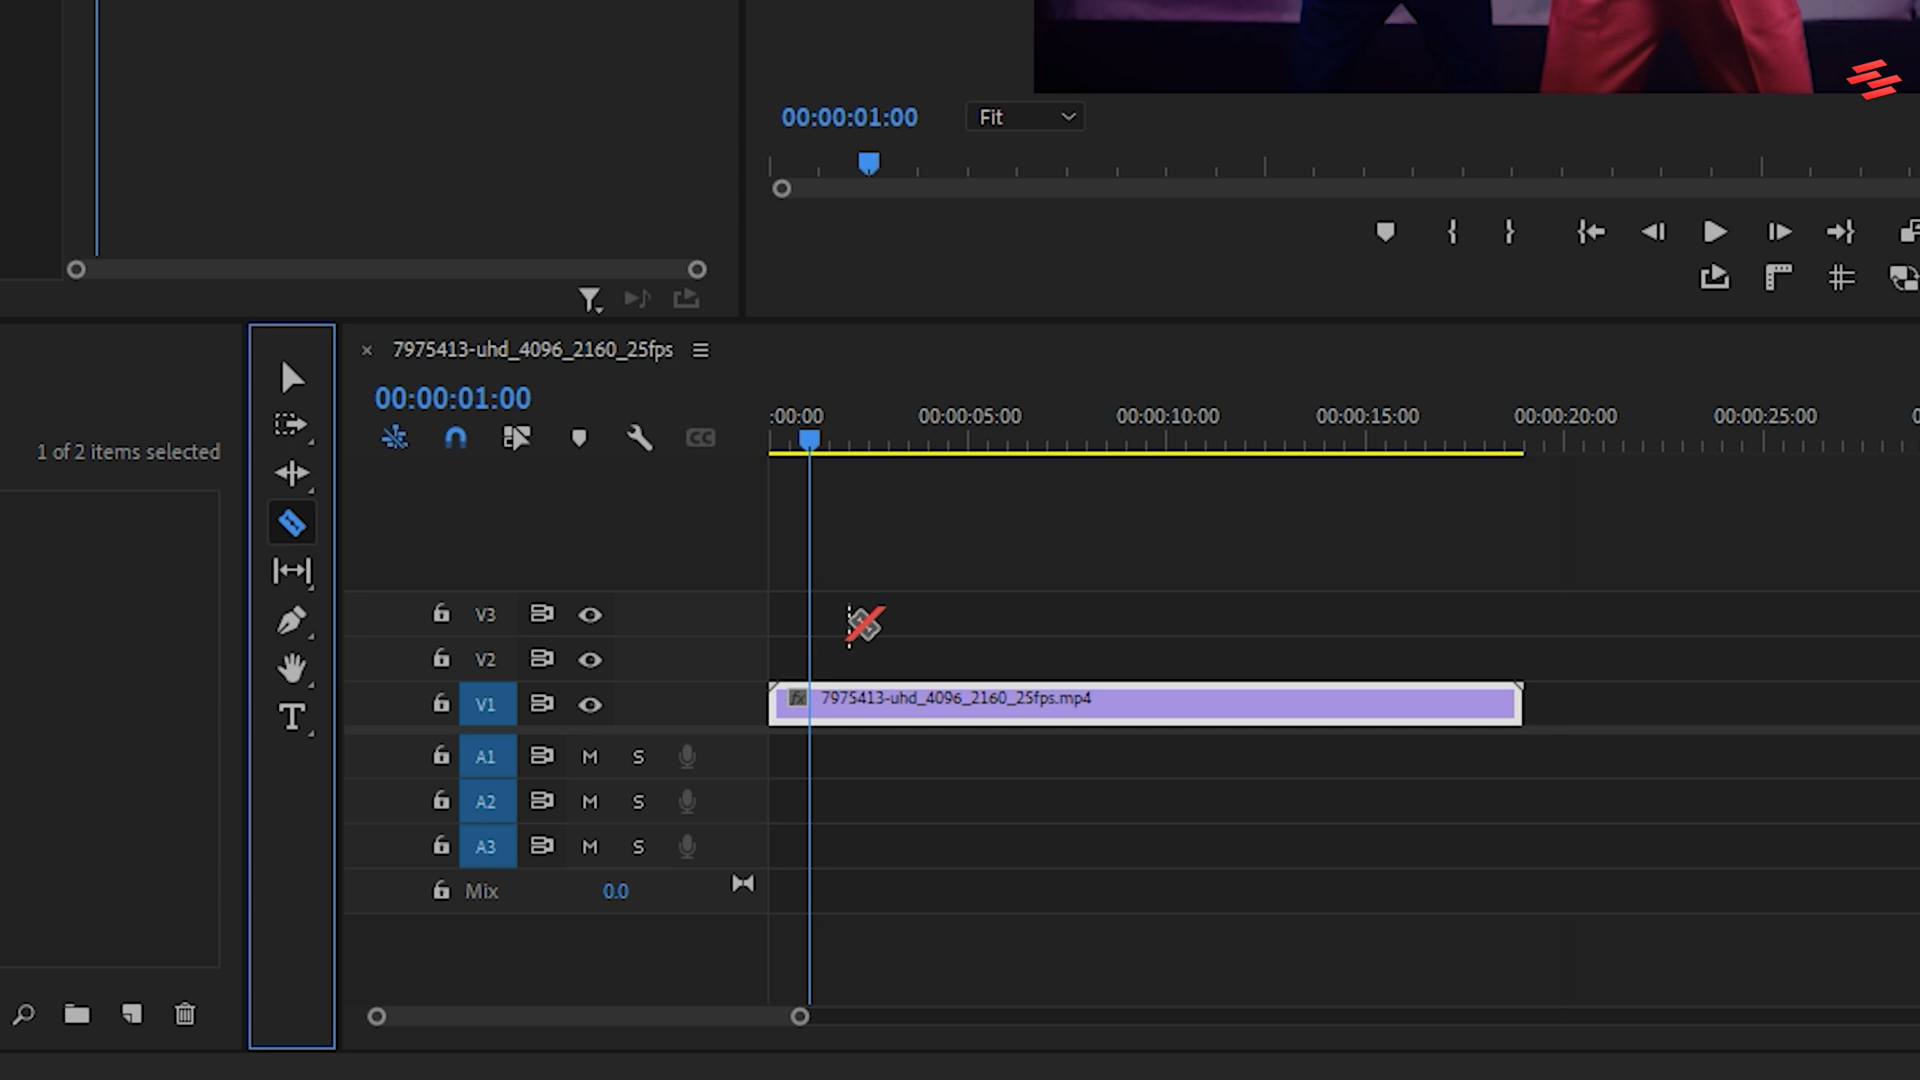 00:00:01:00
Fit
7975413-uhd_4096_2160_25fps
00:00:01:00
:00:00
00:00:05:00
00:00:10:00
00:00:15:00
00:00:20:00
00:00:25:00
CC
1 of 2 items selected
V3
V2
V1
fx 7975413-uhd_4096_2160_25fps.mp4
A1 M S
A2 M S
A3 M S
Mix 0.0